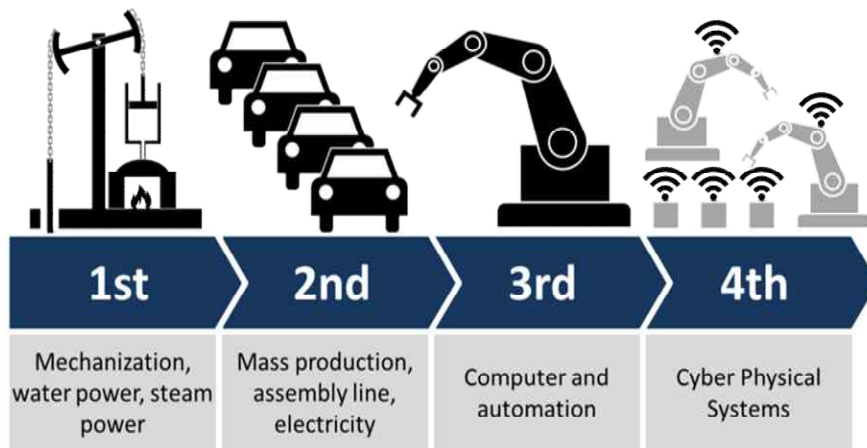 1st
2nd
3rd
4th
Mechanization,
water power, steam
power
Mass production,
assembly line,
electricity
Computer and
automation
Cyber Physical
Systems